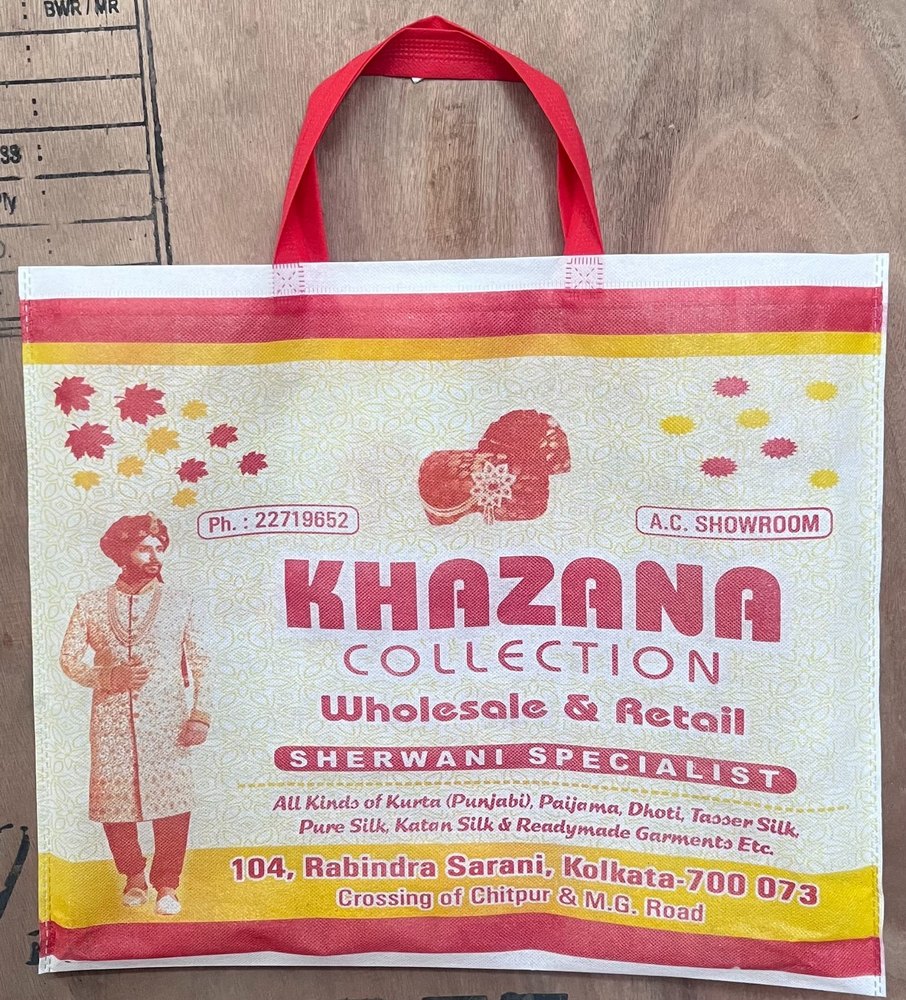 BWR / MR
Ph. : 22719652
A.C. SHOWROOM
KHAZANA
COLLECTION
Wholesale & Retail
SHERWANI SPECIALIST
All Kinds of Kurta (Punjabi), Paijama, Dhoti, Tasser Silk,
Pure Silk, Katan Silk & Readymade Garments Etc.
104, Rabindra Sarani, Kolkata-700 073
Crossing of Chitpur & M.G. Road